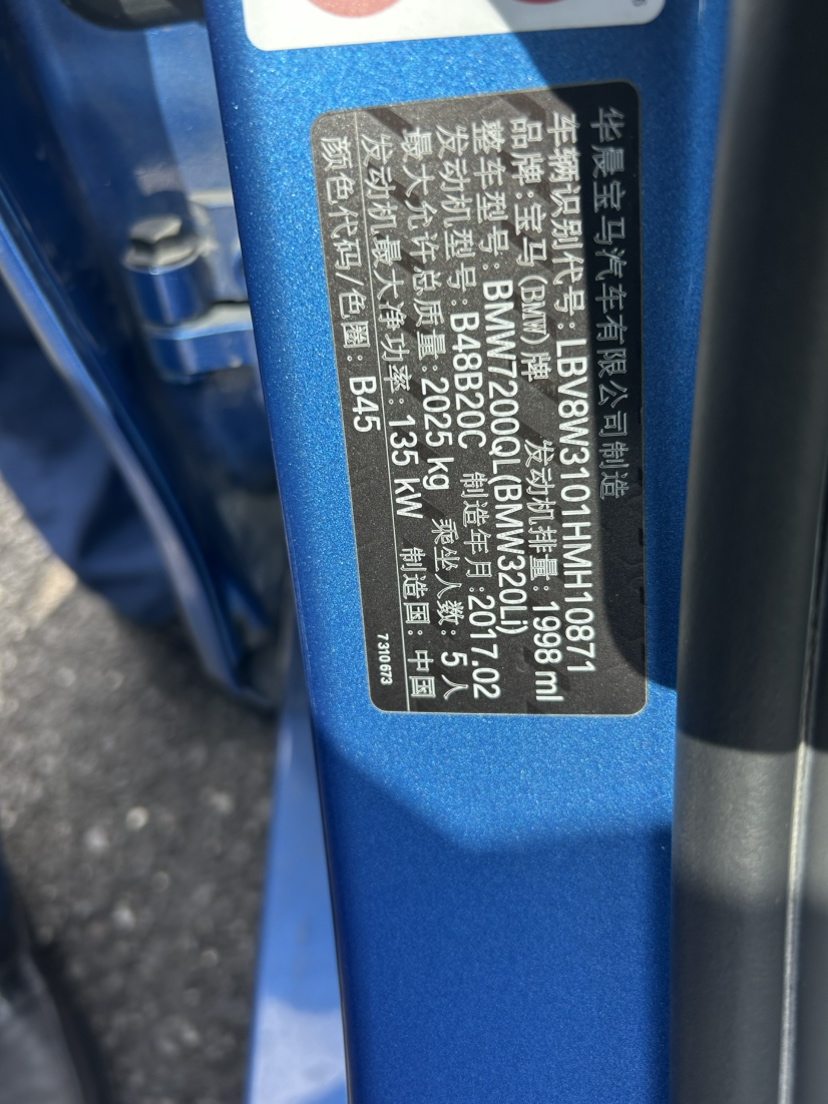 华晨宝马汽车有限公司制造
车辆识别代号: LBV8W3101HMH10871
品牌: 宝马(BMW)牌 发动机排量: 1998 ml
整车型号: BMW7200QL(BMW320Li)
发动机型号: B48B20C 制造年月: 2017.02
最大允许总质量: 2025 kg 乘坐人数: 5 人
发动机最大净功率: 135 kW 制造国: 中国
颜色代码/色圈: B45
7310673